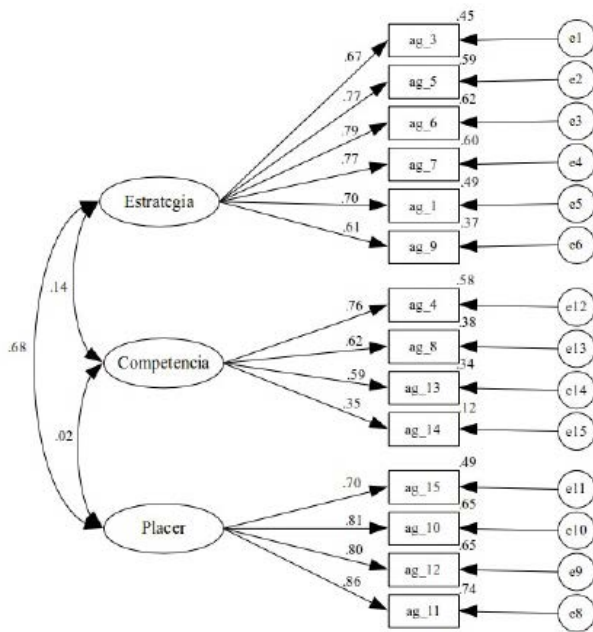 .45
.67
ag_3
e1
.59
.77
ag_5
e2
.62
.79
ag_6
e3
.60
.77
ag_7
e4
.49
Estrategia
.70
ag_1
e5
.37
.61
ag_9
e6
.14
.58
.76
ag_4
e12
.38
.68
.62
ag_8
e13
Competencia
.34
.59
ag_13
e14
.12
.35
ag_14
e15
.02
.49
.70
ag_15
e11
.65
Placer
.81
ag_10
e10
.65
.80
ag_12
e9
.74
.86
ag_11
e8